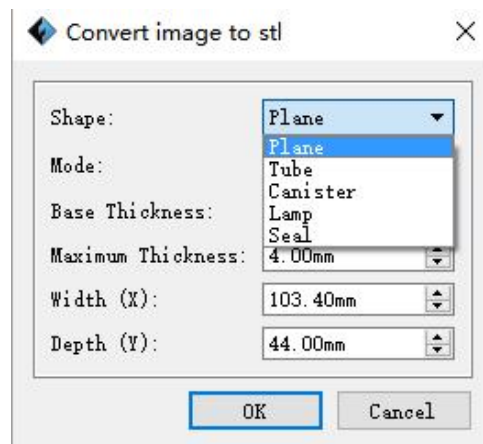 Convert image to stl
Shape: Plane
Plane
Mode: Tube
Canister
Base Thickness: Lamp
Seal
Maximum Thickness: 4.00mm
Width (X): 103.40mm
Depth (Y): 44.00mm
OK Cancel